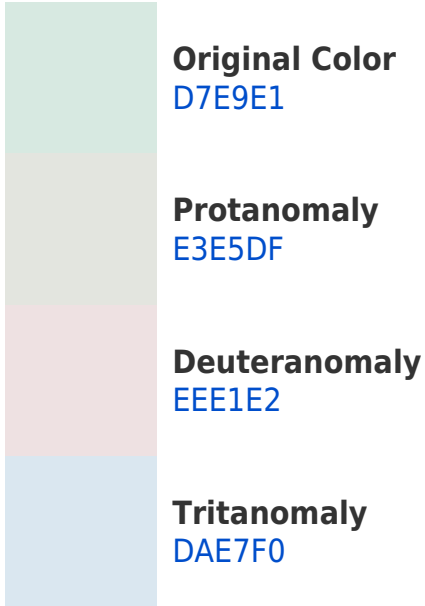 Original Color
D7E9E1
Protanomaly
E3E5DF
Deuteranomaly
EEE1E2
Tritanomaly
DAE7F0